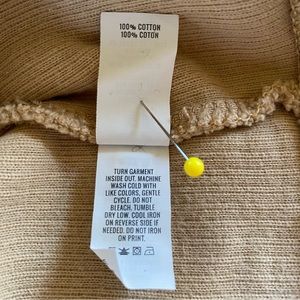 100% COTTON
100% COTON
TURN GARMENT
INSIDE OUT. MACHINE
WASH COLD WITH
LIKE COLORS, GENTLE
CYCLE. DO NOT
BLEACH. TUMBLE
DRY LOW. COOL IRON
ON REVERSE SIDE IF
NEEDED. DO NOT IRON
ON PRINT.